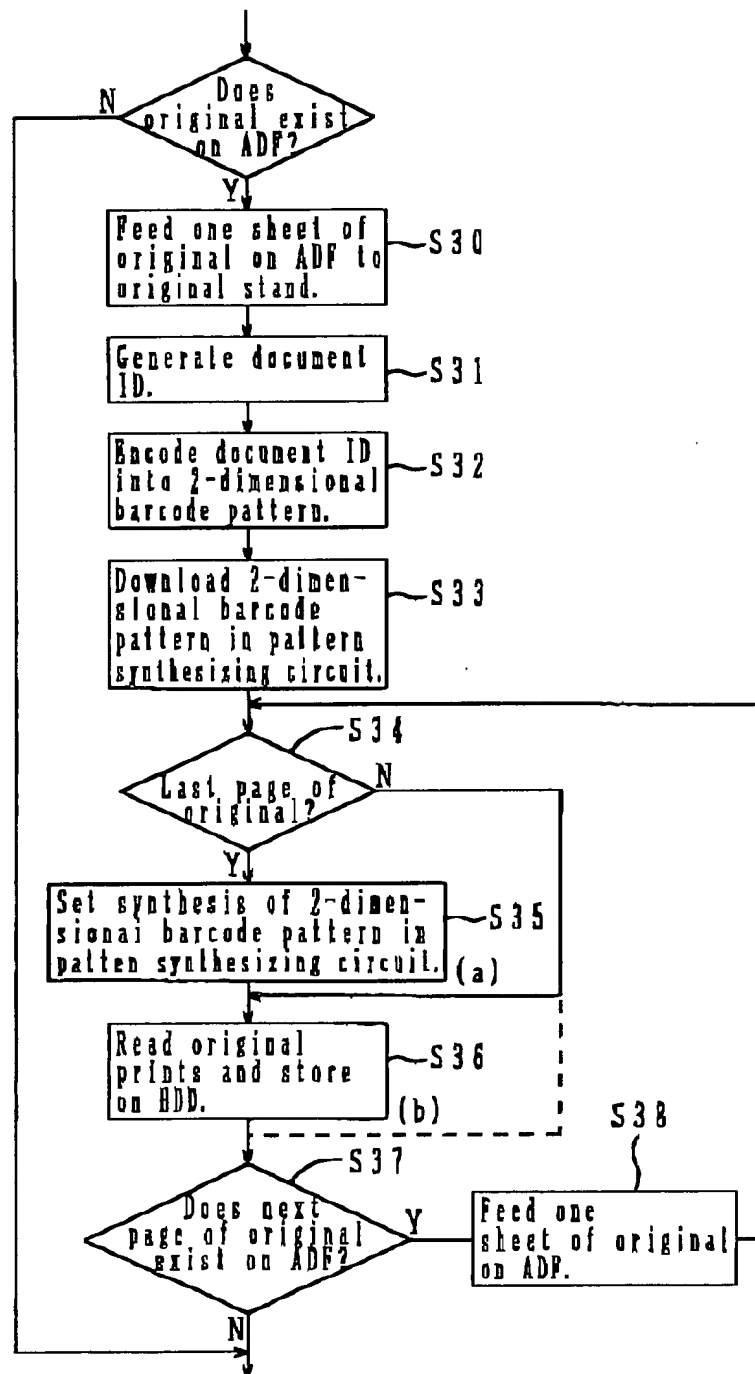 Does
original exist
on ADF?
N
Y
Feed one sheet of
original on ADF to
original stand.
S30
Generate document
ID.
S31
Encode document ID
into 2-dimensional
barcode pattern.
S32
Download 2-dimen-
sional barcode
pattern in pattern
synthesizing circuit.
S33
S34
Last page of
original?
N
Y
Set synthesis of 2-dimen-
sional barcode pattern in
patten synthesizing circuit.
S35
(a)
Read original
prints and store
on HDD.
S36
(b)
S37
Does next
page of original
exist on ADF?
Y
N
S38
Feed one
sheet of original
on ADF.